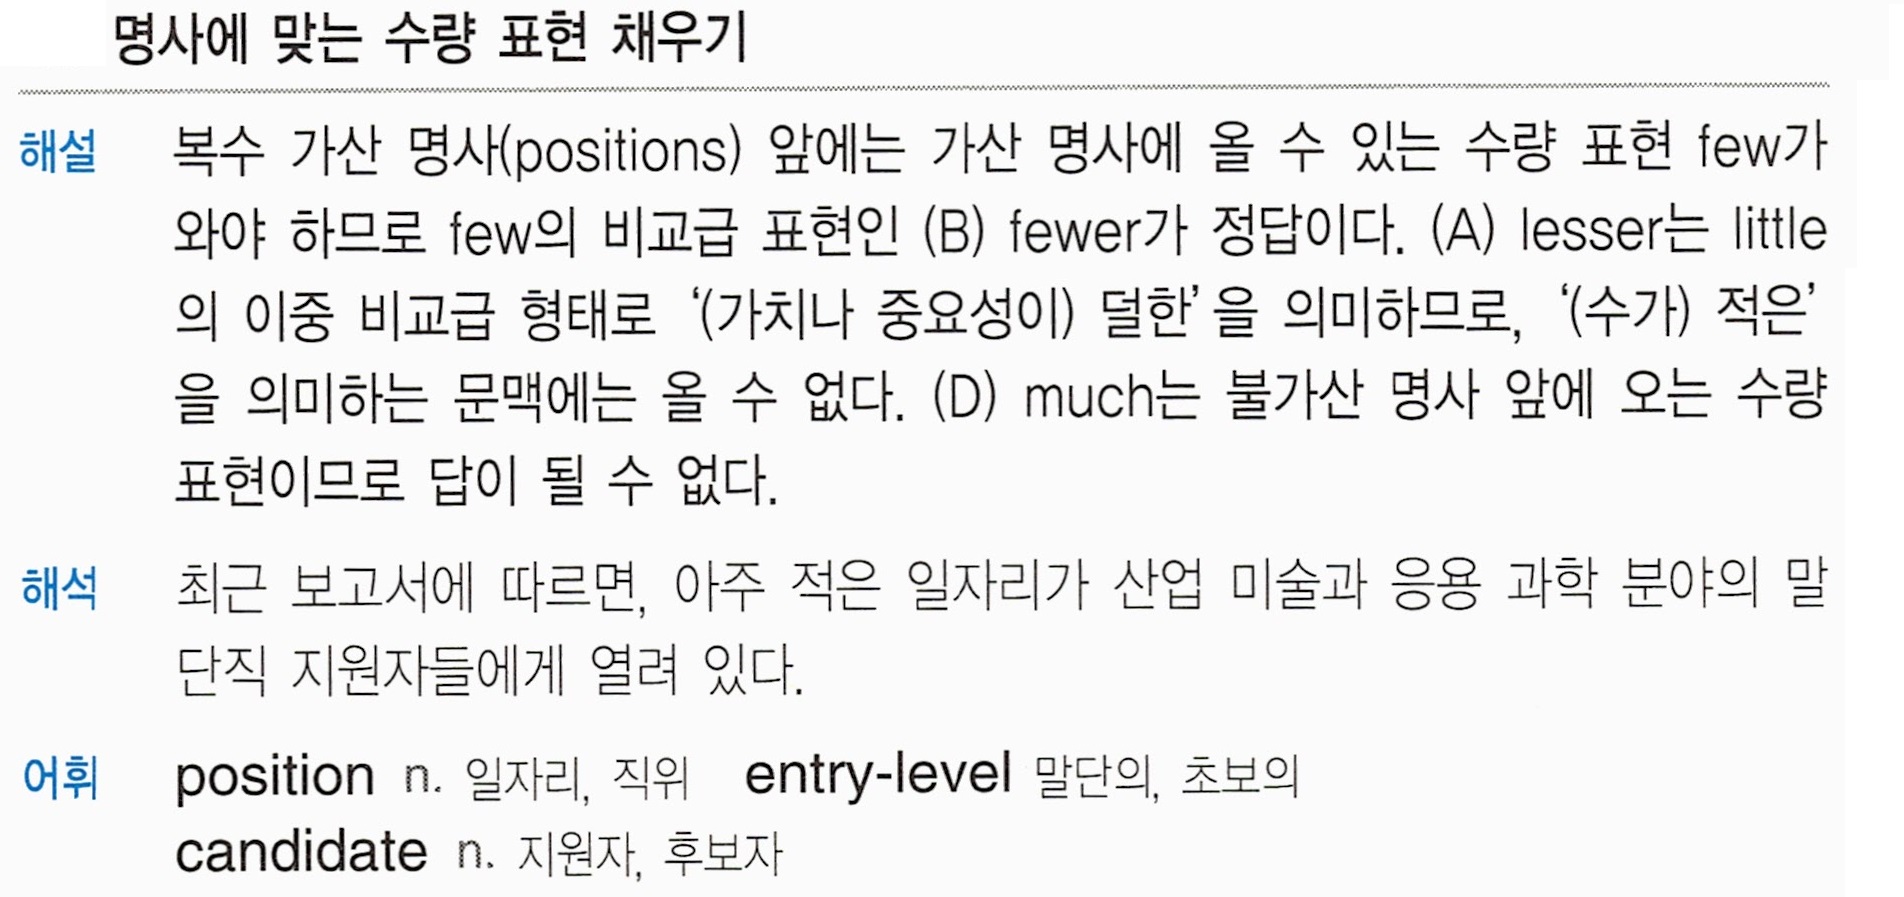 명사에 맞는 수량 표현 채우기
해설 복수 가산 명사(positions) 앞에는 가산 명사에 올 수 있는 수량 표현 few가
와야 하므로 few의 비교급 표현인 (B) fewer가 정답이다. (A) lesser는 little
의 이중 비교급 형태로 ‘(가치나 중요성이) 덜한’을 의미하므로, ‘(수가) 적은’
을 의미하는 문맥에는 올 수 없다. (D) much는 불가산 명사 앞에 오는 수량
표현이므로 답이 될 수 없다.
해석 최근 보고서에 따르면, 아주 적은 일자리가 산업 미술과 응용 과학 분야의 말
단직 지원자들에게 열려 있다.
어휘 position n. 일자리, 직위 entry-level 말단의, 초보의
candidate n. 지원자, 후보자